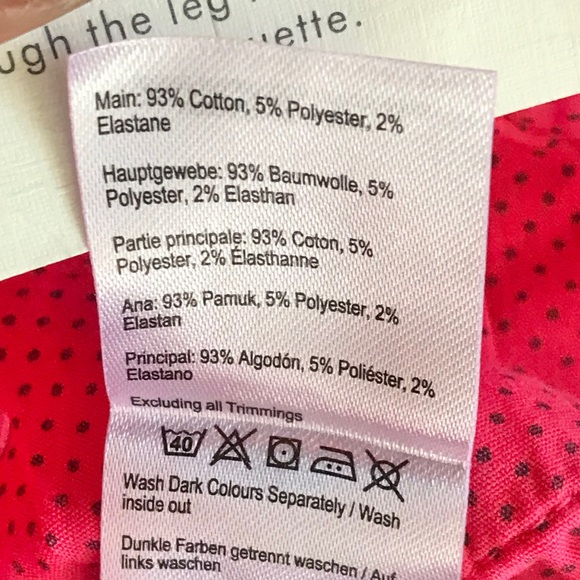 the leg
Main: 93% Cotton, 5% Polyester, 2%
Elastane
Hauptgewebe: 93% Baumwolle, 5%
Polyester, 2% Elasthan
Partie principale: 93% Coton, 5%
Polyester, 2% Élasthanne
Ana: 93% Pamuk, 5% Polyester, 2%
Elastan
Principal: 93% Algodón, 5% Poliéster, 2%
Elastano
Excluding all Trimmings
40
Wash Dark Colours Separately / Wash
inside out
Dunkle Farben getrennt waschen / Auf
links waschen